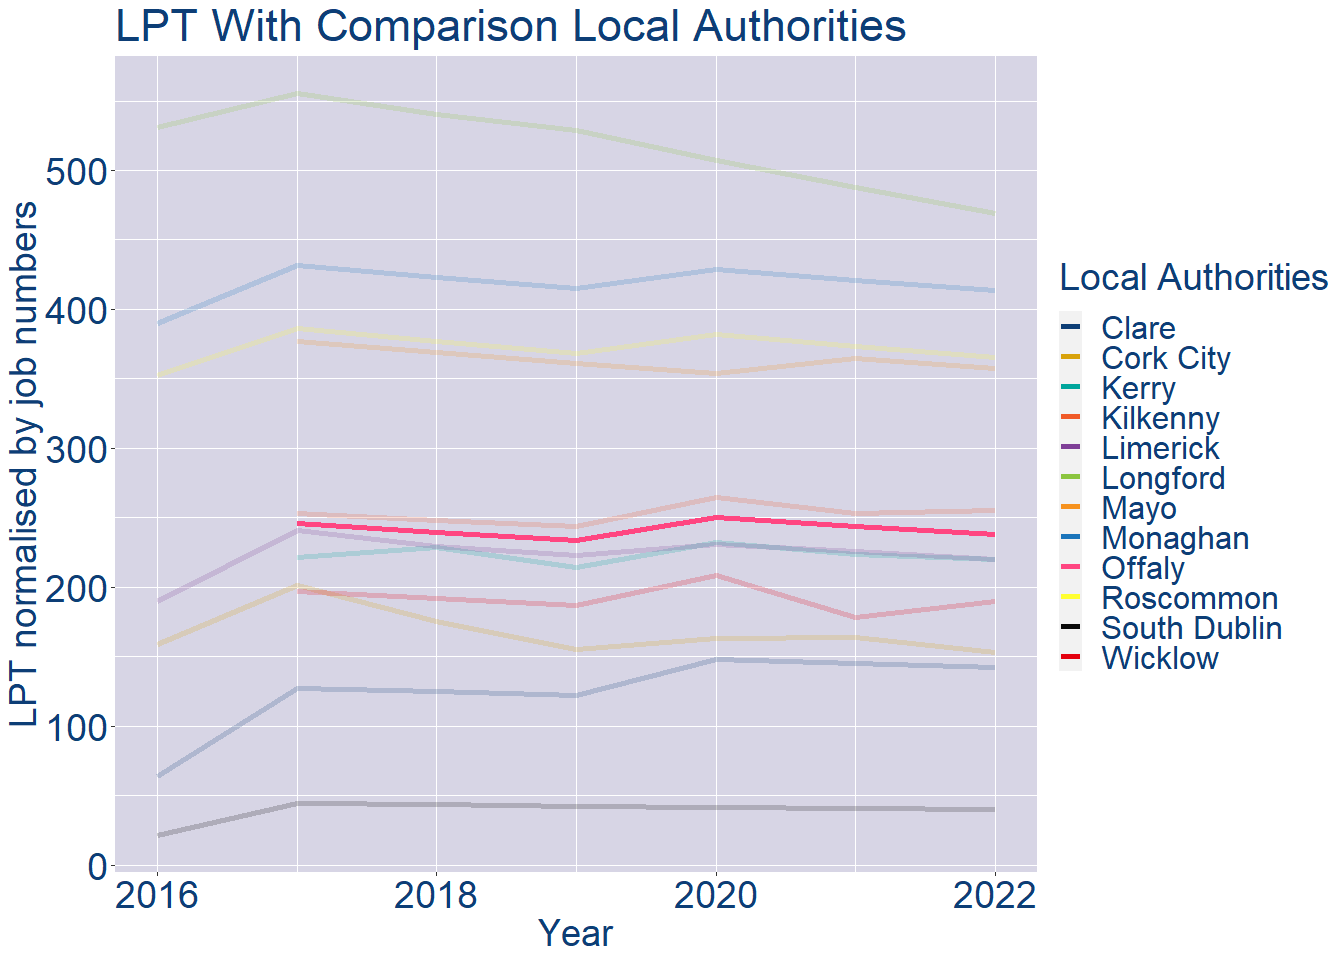 LPT With Comparison Local Authorities
LPT normalised by job numbers
500
400
300
200
100
0
2016 2018 2020 2022
Year
Local Authorities
Clare
Cork City
Kerry
Kilkenny
Limerick
Longford
Mayo
Monaghan
Offaly
Roscommon
South Dublin
Wicklow